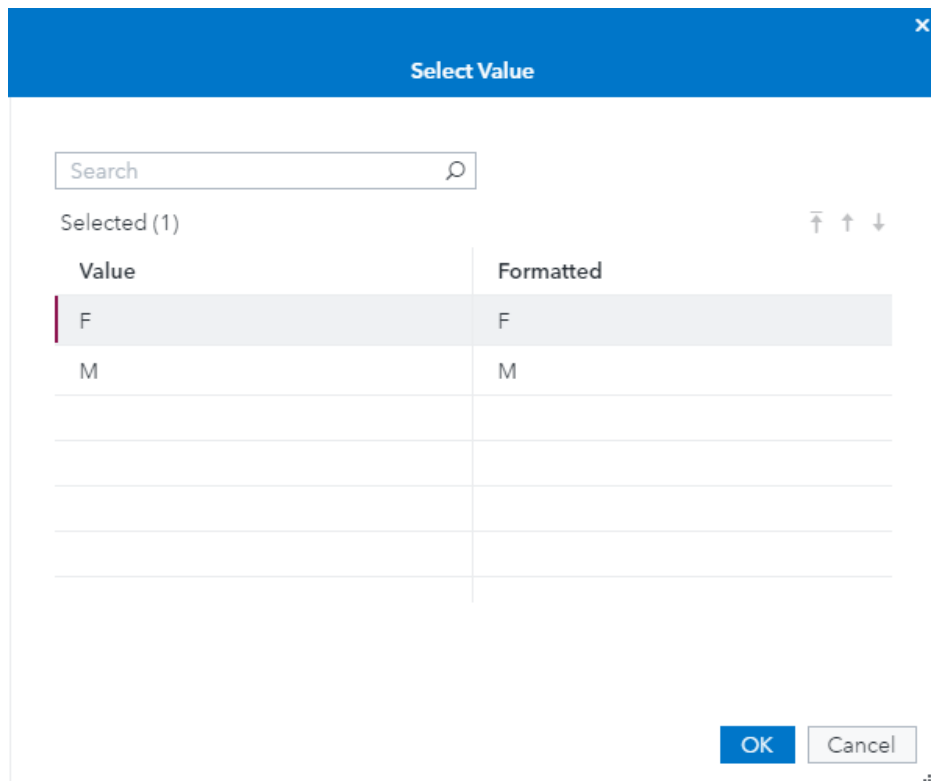 Select Value
Search
Selected (1)
Value Formatted
F F
M M
OK Cancel